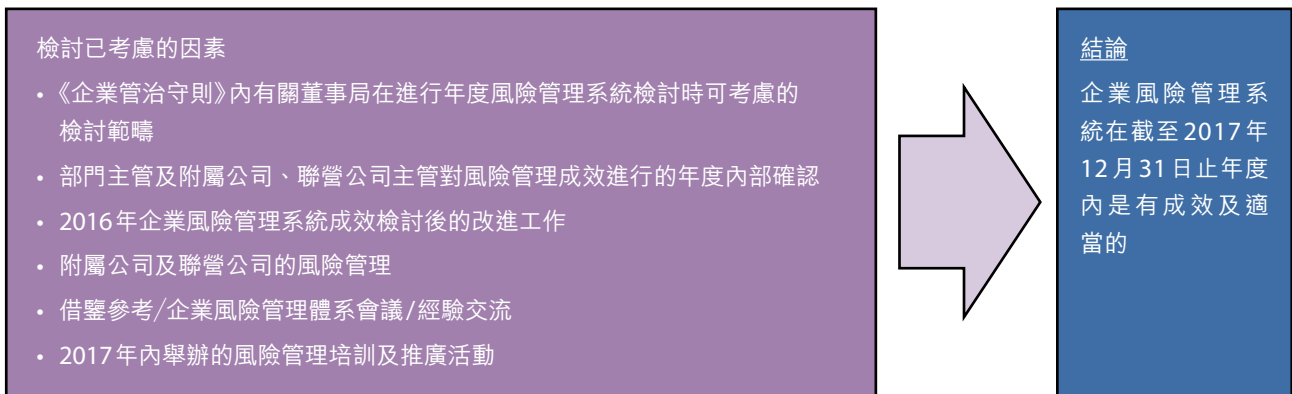 檢討已考慮的因素
•《企業管治守則》內有關董事局在進行年度風險管理系統檢討時可考慮的
檢討範疇
• 部門主管及附屬公司、聯營公司主管對風險管理成效進行的年度內部確認
• 2016年企業風險管理系統成效檢討後的改進工作
• 附屬公司及聯營公司的風險管理
• 借鑒參考/企業風險管理體系會議/經驗交流
• 2017年內舉辦的風險管理培訓及推廣活動
結論
企業風險管理系
統在截至2017年
12月31日止年度
內是有成效及適
當的